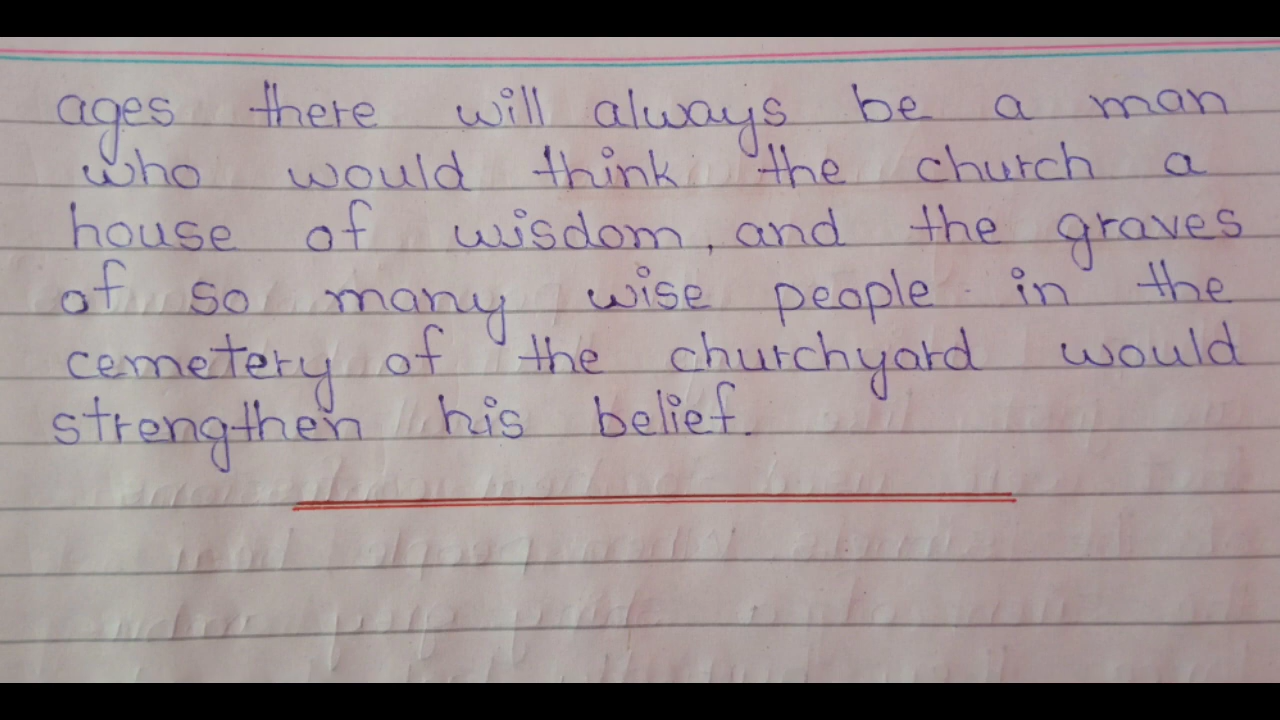 ages there will always be a man
who would think the church a
house of wisdom, and the graves
of so many wise people in the
cemetery of the churchyard would
strengthen his belief.